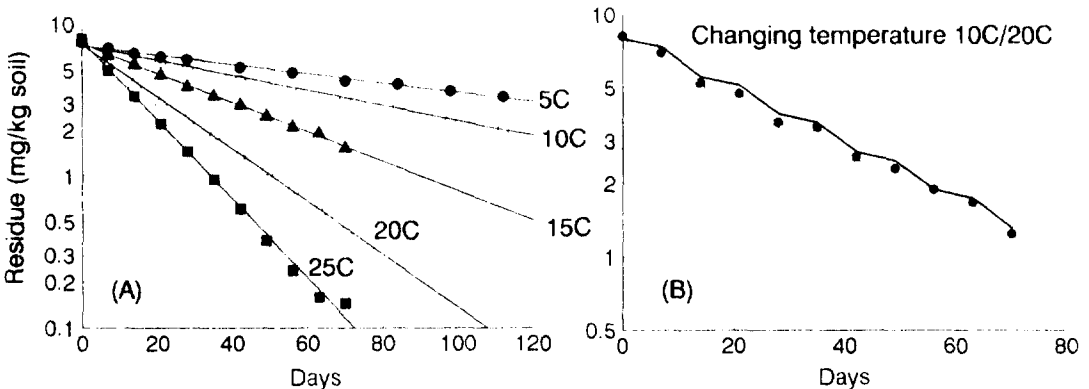 Residue (mg/kg soil)
10
5
3
2
1
0.5
0.3
0.2
0.1
0 20 40 60 80 100 120
Days
5C
10C
15C
20C
25C
(A)
Changing temperature 10C/20C
10
5
3
2
1
0.5
0 20 40 60 80
Days
(B)